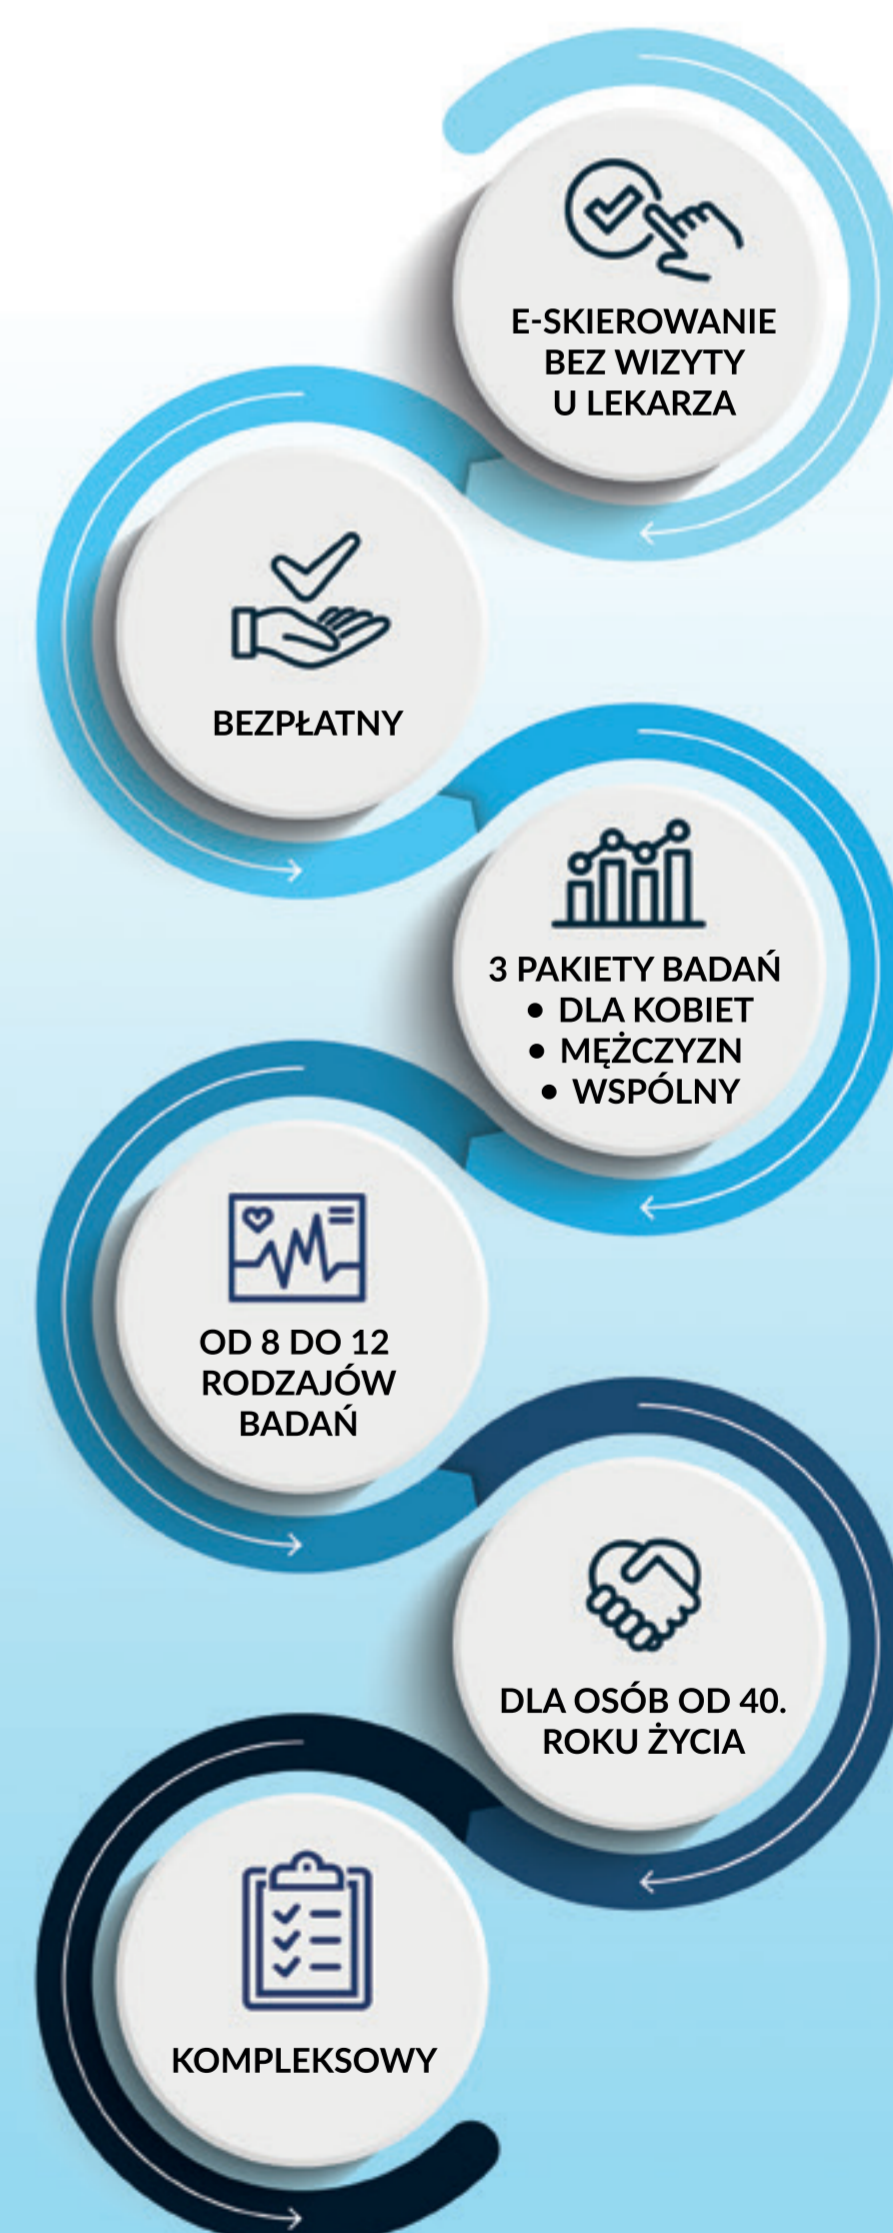 E-SKIEROWANIE
BEZ WIZYTY
U LEKARZA
BEZPŁATNY
3 PAKIETY BADAŃ
• DLA KOBIET
• MĘŻCZYZN
• WSPÓLNY
OD 8 DO 12
RODZAJÓW
BADAŃ
DLA OSÓB OD 40.
ROKU ŻYCIA
KOMPLEKSOWY